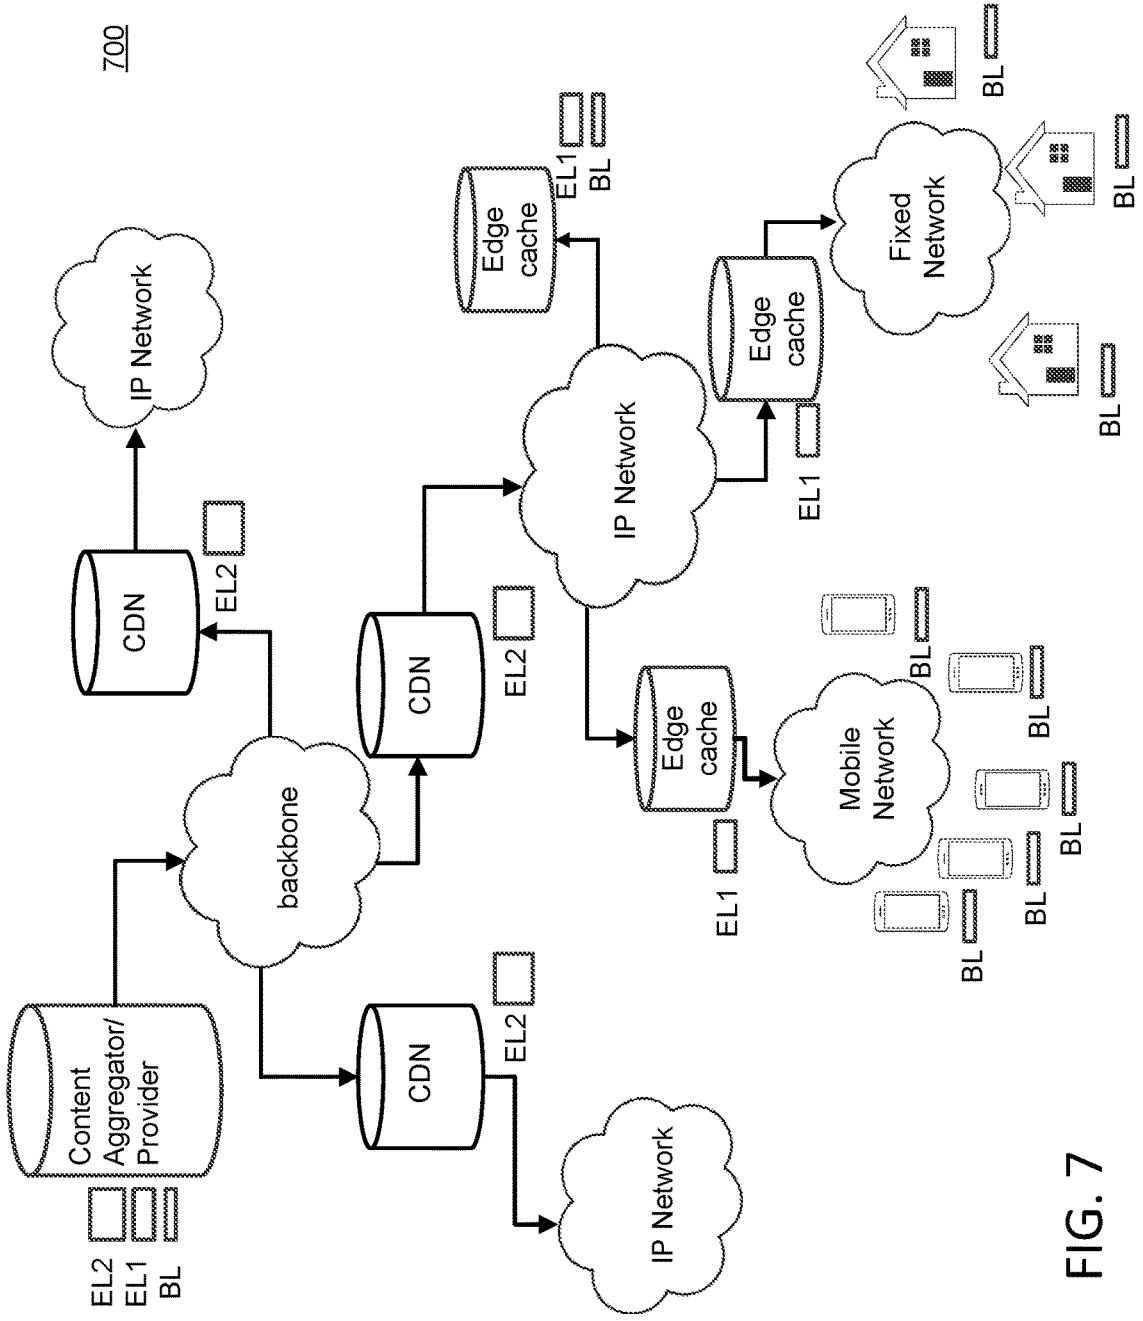 700
Content
Aggregator/
Provider
EL2
EL1
BL
CDN
IP Network
EL2
backbone
CDN
EL2
CDN
EL2
Edge
cache
EL1
BL
IP Network
IP Network
Edge
cache
EL1
Edge
cache
EL1
Mobile
Network
Fixed
Network
BL
BL
BL
BL
BL
BL
BL
BL
FIG. 7